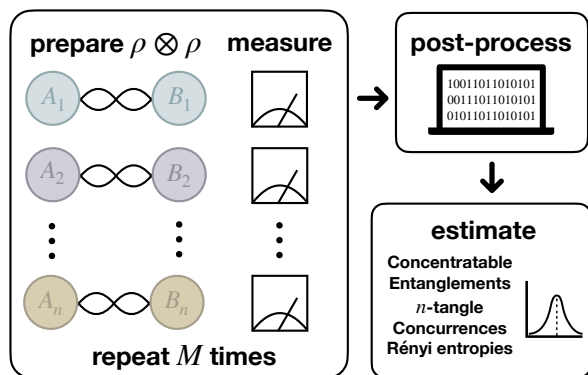 prepare ρ ⊗ ρ
measure
A₁
B₁
A₂
B₂
Aₙ
Bₙ
repeat M times
post-process
10011011010101
00111011010101
01011011010101
estimate
Concentratable
Entanglements
n-tangle
Concurrences
Rényi entropies